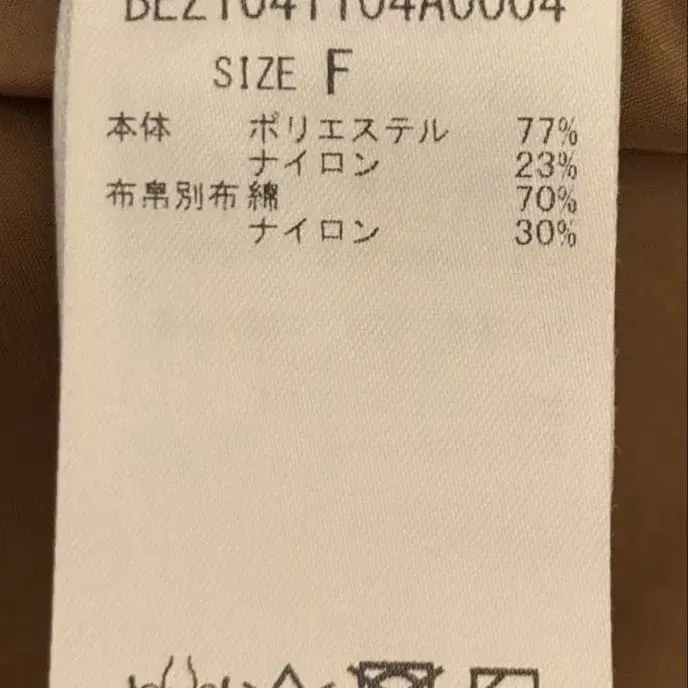 BE21041104A0004
SIZE F
本体 ポリエステル 77%
ナイロン 23%
布帛別布 綿 70%
ナイロン 30%